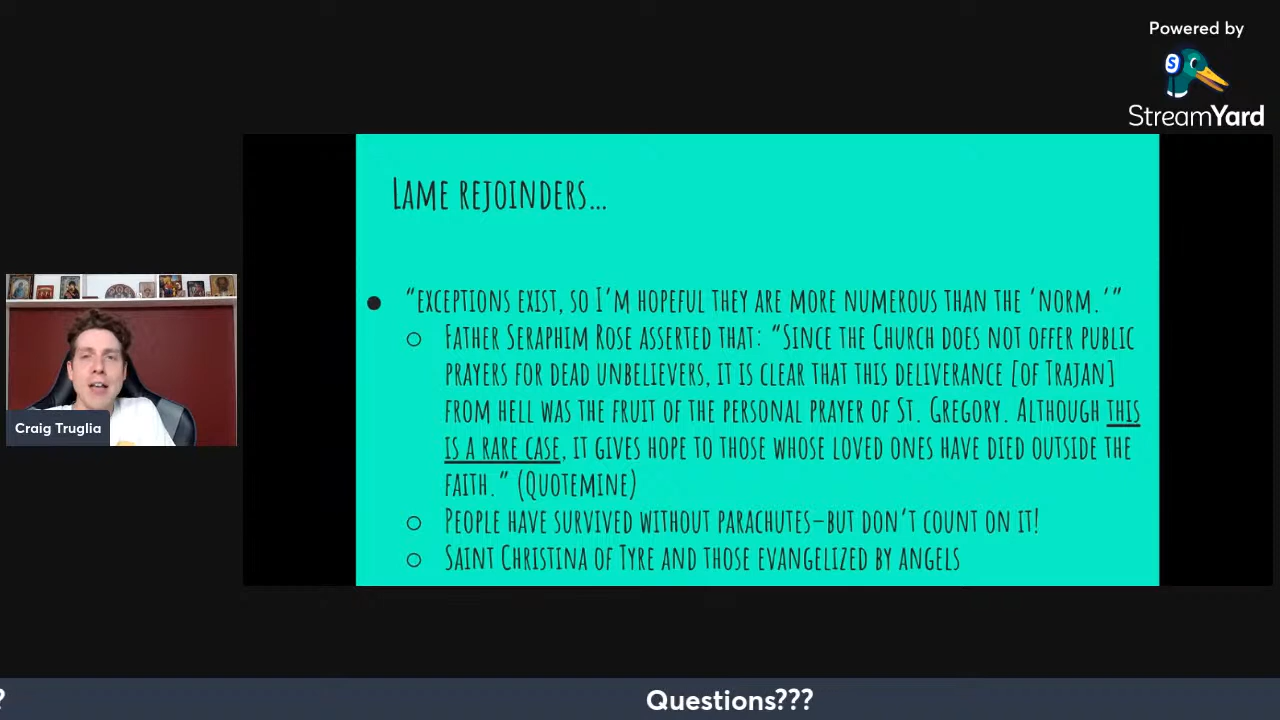 Powered by
StreamYard
Lame rejoinders...
● "exceptions exist, so I'm hopeful they are more numerous than the 'norm.'"
○ Father Seraphim Rose asserted that: "Since the Church does not offer public
prayers for dead unbelievers, it is clear that this deliverance [of Trajan]
from hell was the fruit of the personal prayer of St. Gregory. Although this
is a rare case, it gives hope to those whose loved ones have died outside the
faith." (Quotemine)
○ People have survived without parachutes–but don't count on it!
○ Saint Christina of Tyre and those evangelized by angels
Craig Truglia
? Questions???